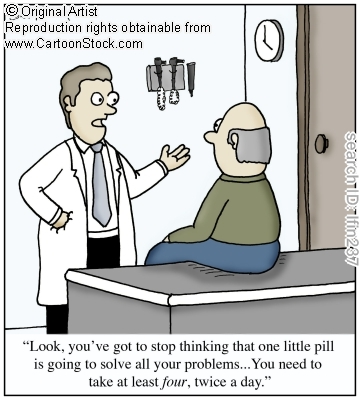 © Original Artist
Reproduction rights obtainable from
www.CartoonStock.com
search ID: lfin267
“Look, you’ve got to stop thinking that one little pill
is going to solve all your problems...You need to
take at least four, twice a day.”